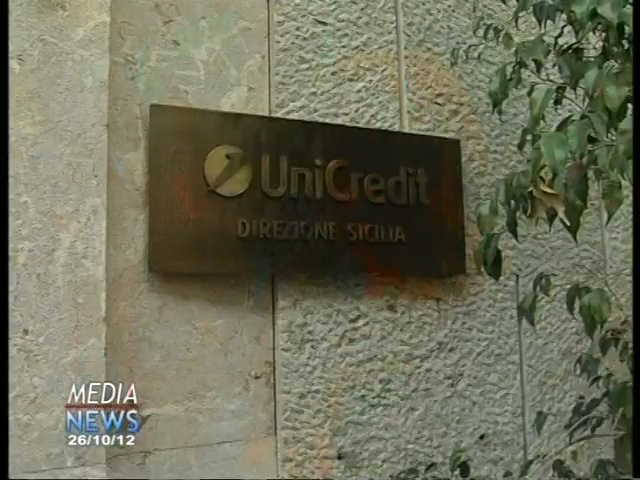 UniCredit
DIREZIONE SICILIA
MEDIA
NEWS
26/10/12